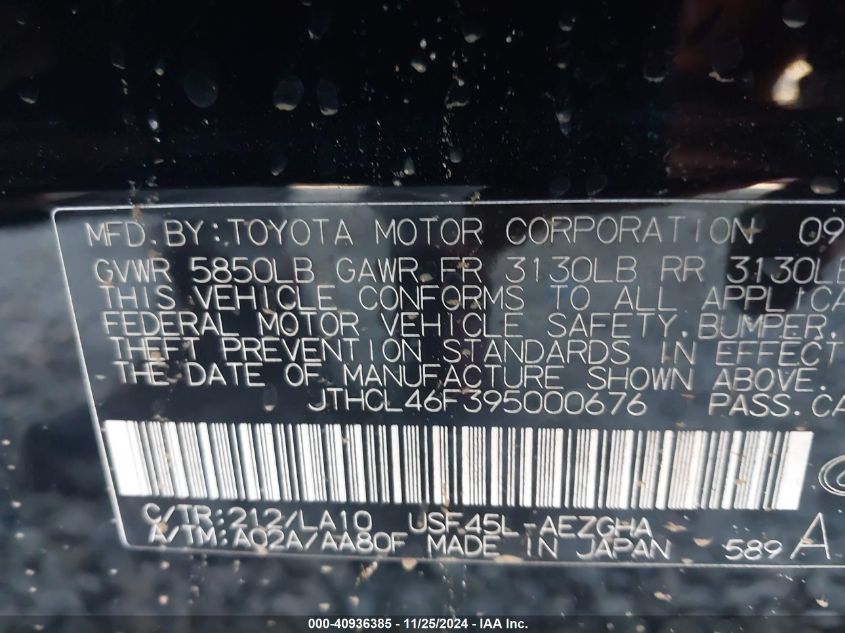 MFD. BY: TOYOTA MOTOR CORPORATION 09
GVWR 5850LB GAWR FR 3130LB RR 3130LB
THIS VEHICLE CONFORMS TO ALL APPLICA
FEDERAL MOTOR VEHICLE SAFETY, BUMPER,
THEFT PREVENTION STANDARDS IN EFFECT
THE DATE OF MANUFACTURE SHOWN ABOVE.
JTHCL46F395000676 PASS. CA
C/TR: 212/LA10 USF45L-AEZGHA
A/TM: A02A/AA80F MADE IN JAPAN 589 A
000-40936385 - 11/25/2024 - IAA Inc.